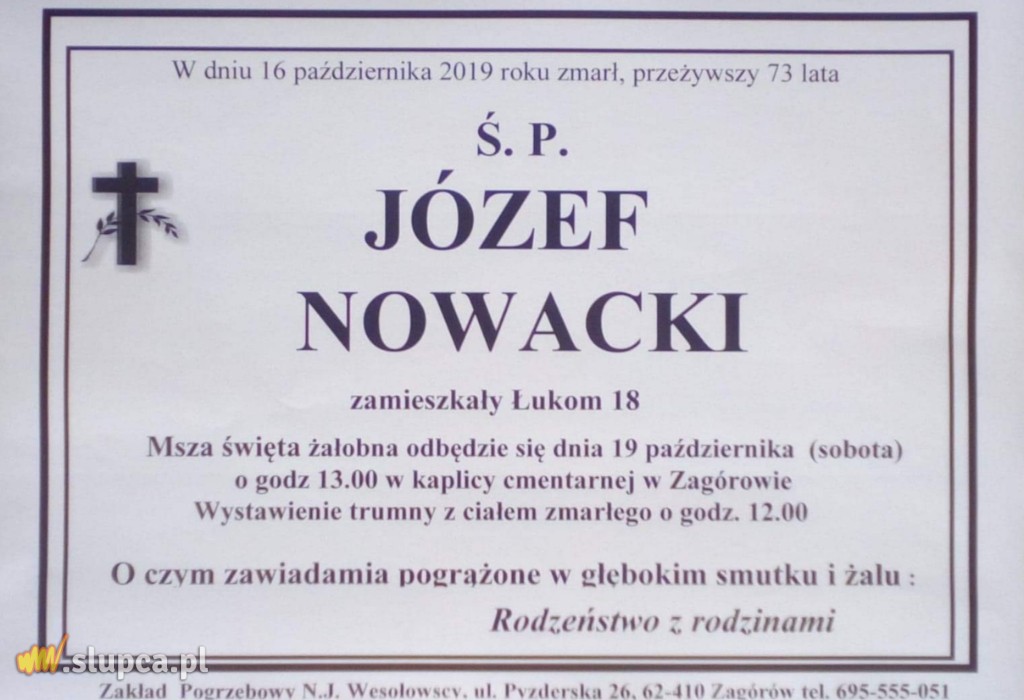 W dniu 16 października 2019 roku zmarł, przeżywszy 73 lata
Ś. P.
JÓZEF
NOWACKI
zamieszkały Łukom 18
Msza święta żałobna odbędzie się dnia 19 października (sobota)
o godz 13.00 w kaplicy cmentarnej w Zagórowie
Wystawienie trumny z ciałem zmarłego o godz. 12.00
O czym zawiadamia pogrążone w głębokim smutku i żalu :
Rodzeństwo z rodzinami
www.slupca.pl
Zakład Pogrzebowy N.J. Wesołowscy, ul. Pyzderska 26, 62-410 Zagórów tel. 695-555-051